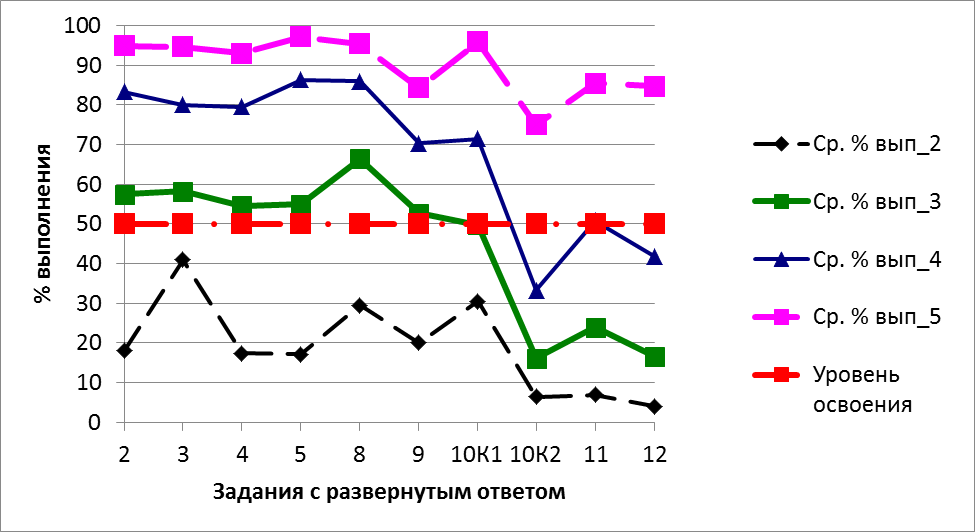 100
90
80
70
60
50
40
30
20
10
0
% выполнения
2 3 4 5 8 9 10К1 10К2 11 12
Задания с развернутым ответом
Ср. % вып_2
Ср. % вып_3
Ср. % вып_4
Ср. % вып_5
Уровень
освоения